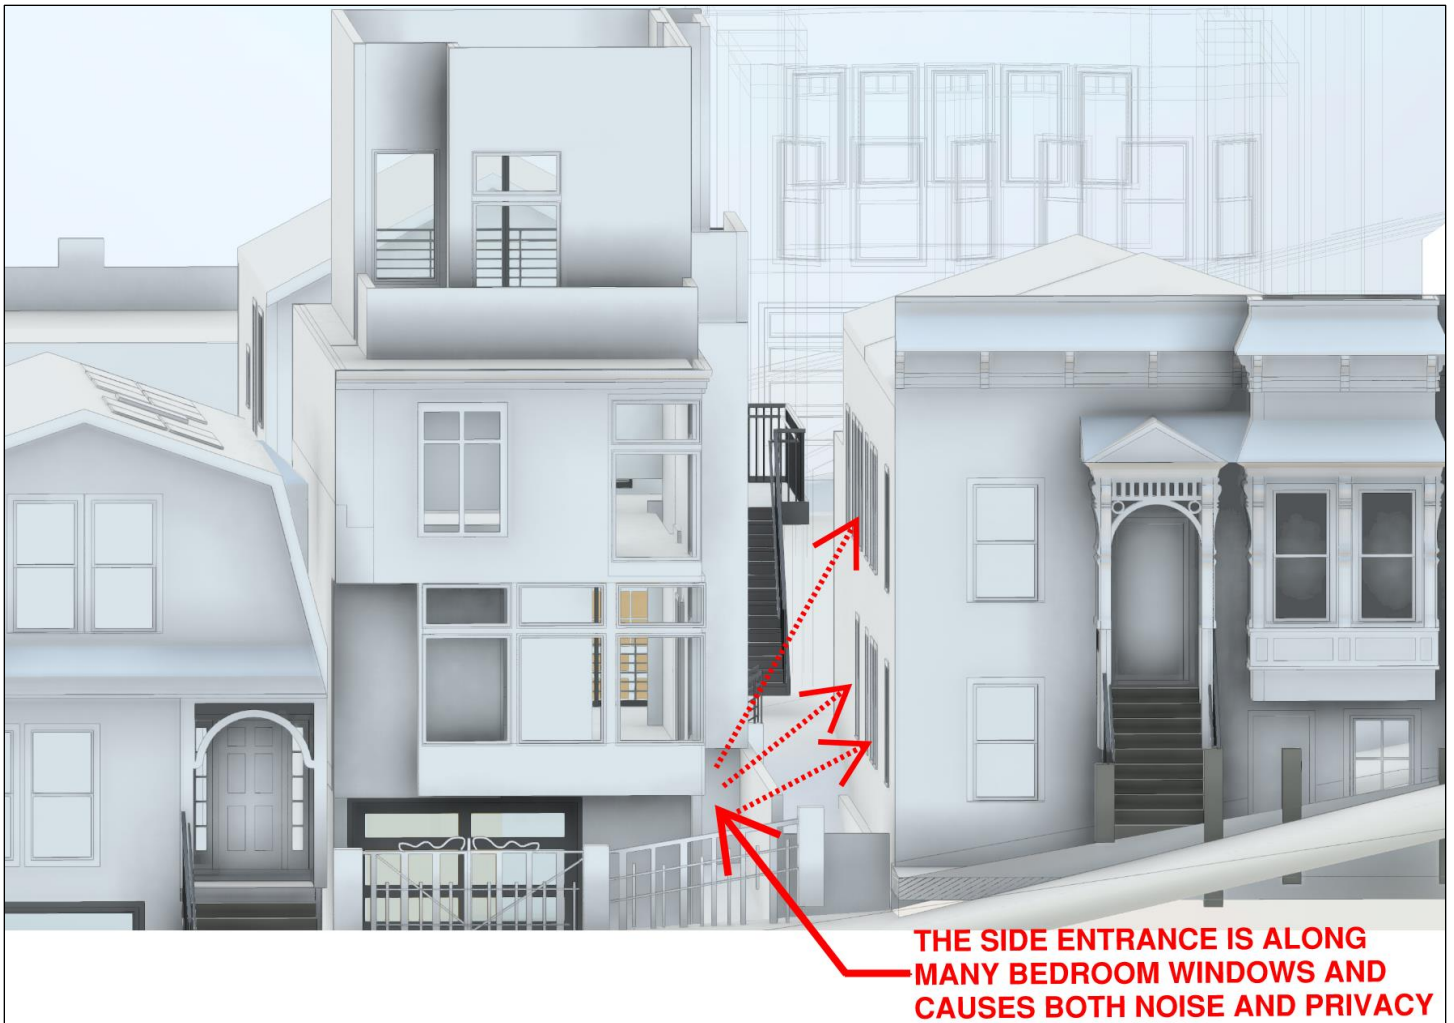 THE SIDE ENTRANCE IS ALONG
MANY BEDROOM WINDOWS AND
CAUSES BOTH NOISE AND PRIVACY